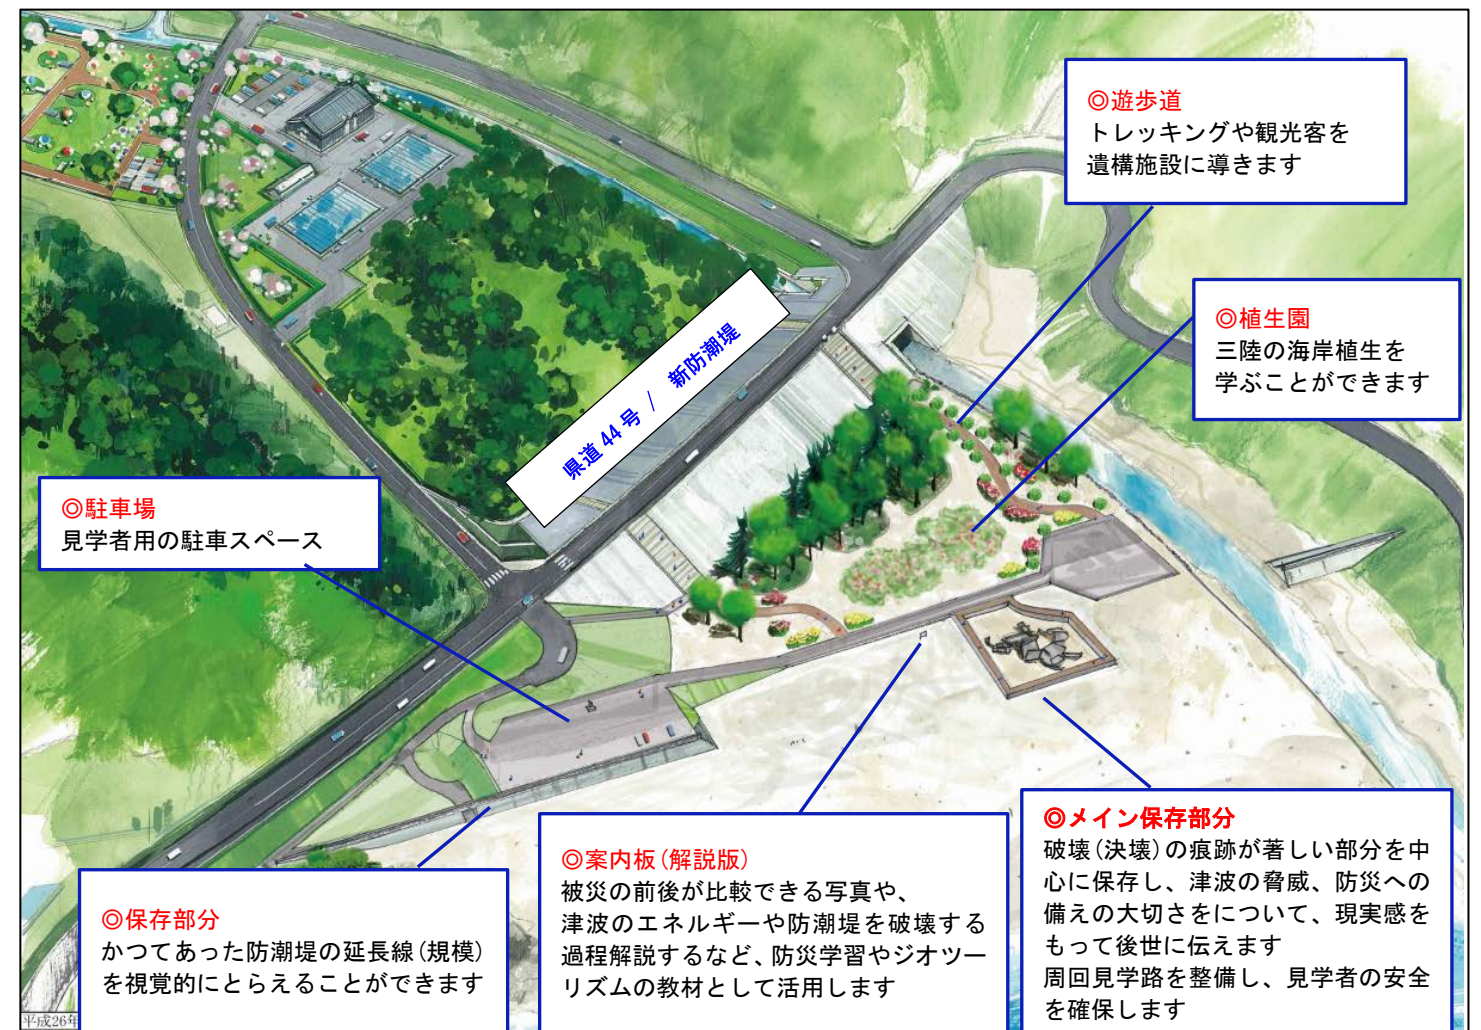 ◎遊歩道
トレッキングや観光客を
遺構施設に導きます
◎植生園
三陸の海岸植生を
学ぶことができます
県道 44 号 / 新防潮堤
◎駐車場
見学者用の駐車スペース
◎保存部分
かつてあった防潮堤の延長線(規模)
を視覚的にとらえることができます
◎案内板(解説版)
被災の前後が比較できる写真や、
津波のエネルギーや防潮堤を破壊する
過程解説するなど、防災学習やジオツー
リズムの教材として活用します
◎メイン保存部分
破壊(決壊)の痕跡が著しい部分を中
心に保存し、津波の脅威、防災への
備えの大切さをについて、現実感を
もって後世に伝えます
周回見学路を整備し、見学者の安全
を確保します
平成26年